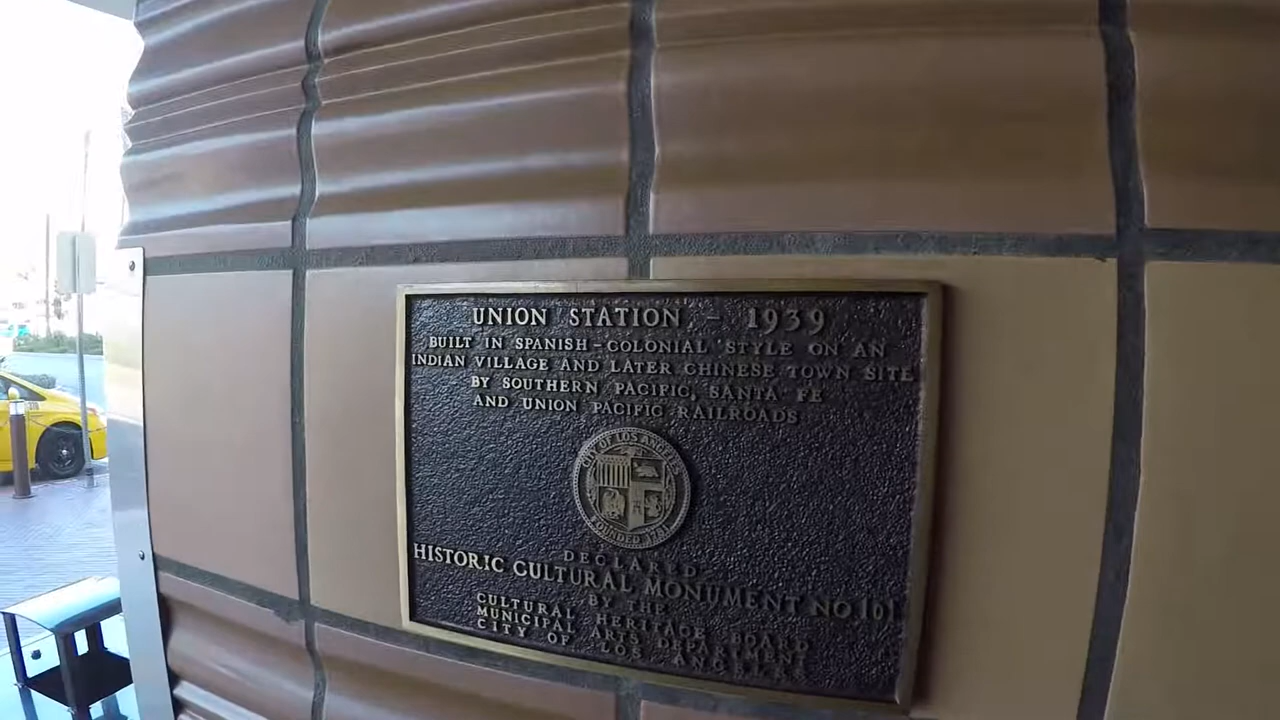 UNION STATION - 1939
BUILT IN SPANISH-COLONIAL STYLE ON AN
INDIAN VILLAGE AND LATER CHINESE TOWN SITE
BY SOUTHERN PACIFIC, SANTA FE
AND UNION PACIFIC RAILROADS
CITY OF LOS ANGELES
FOUNDED 1781
DECLARED
HISTORIC CULTURAL MONUMENT NO. 101
BY THE
CULTURAL HERITAGE BOARD
MUNICIPAL ARTS DEPARTMENT
CITY OF LOS ANGELES